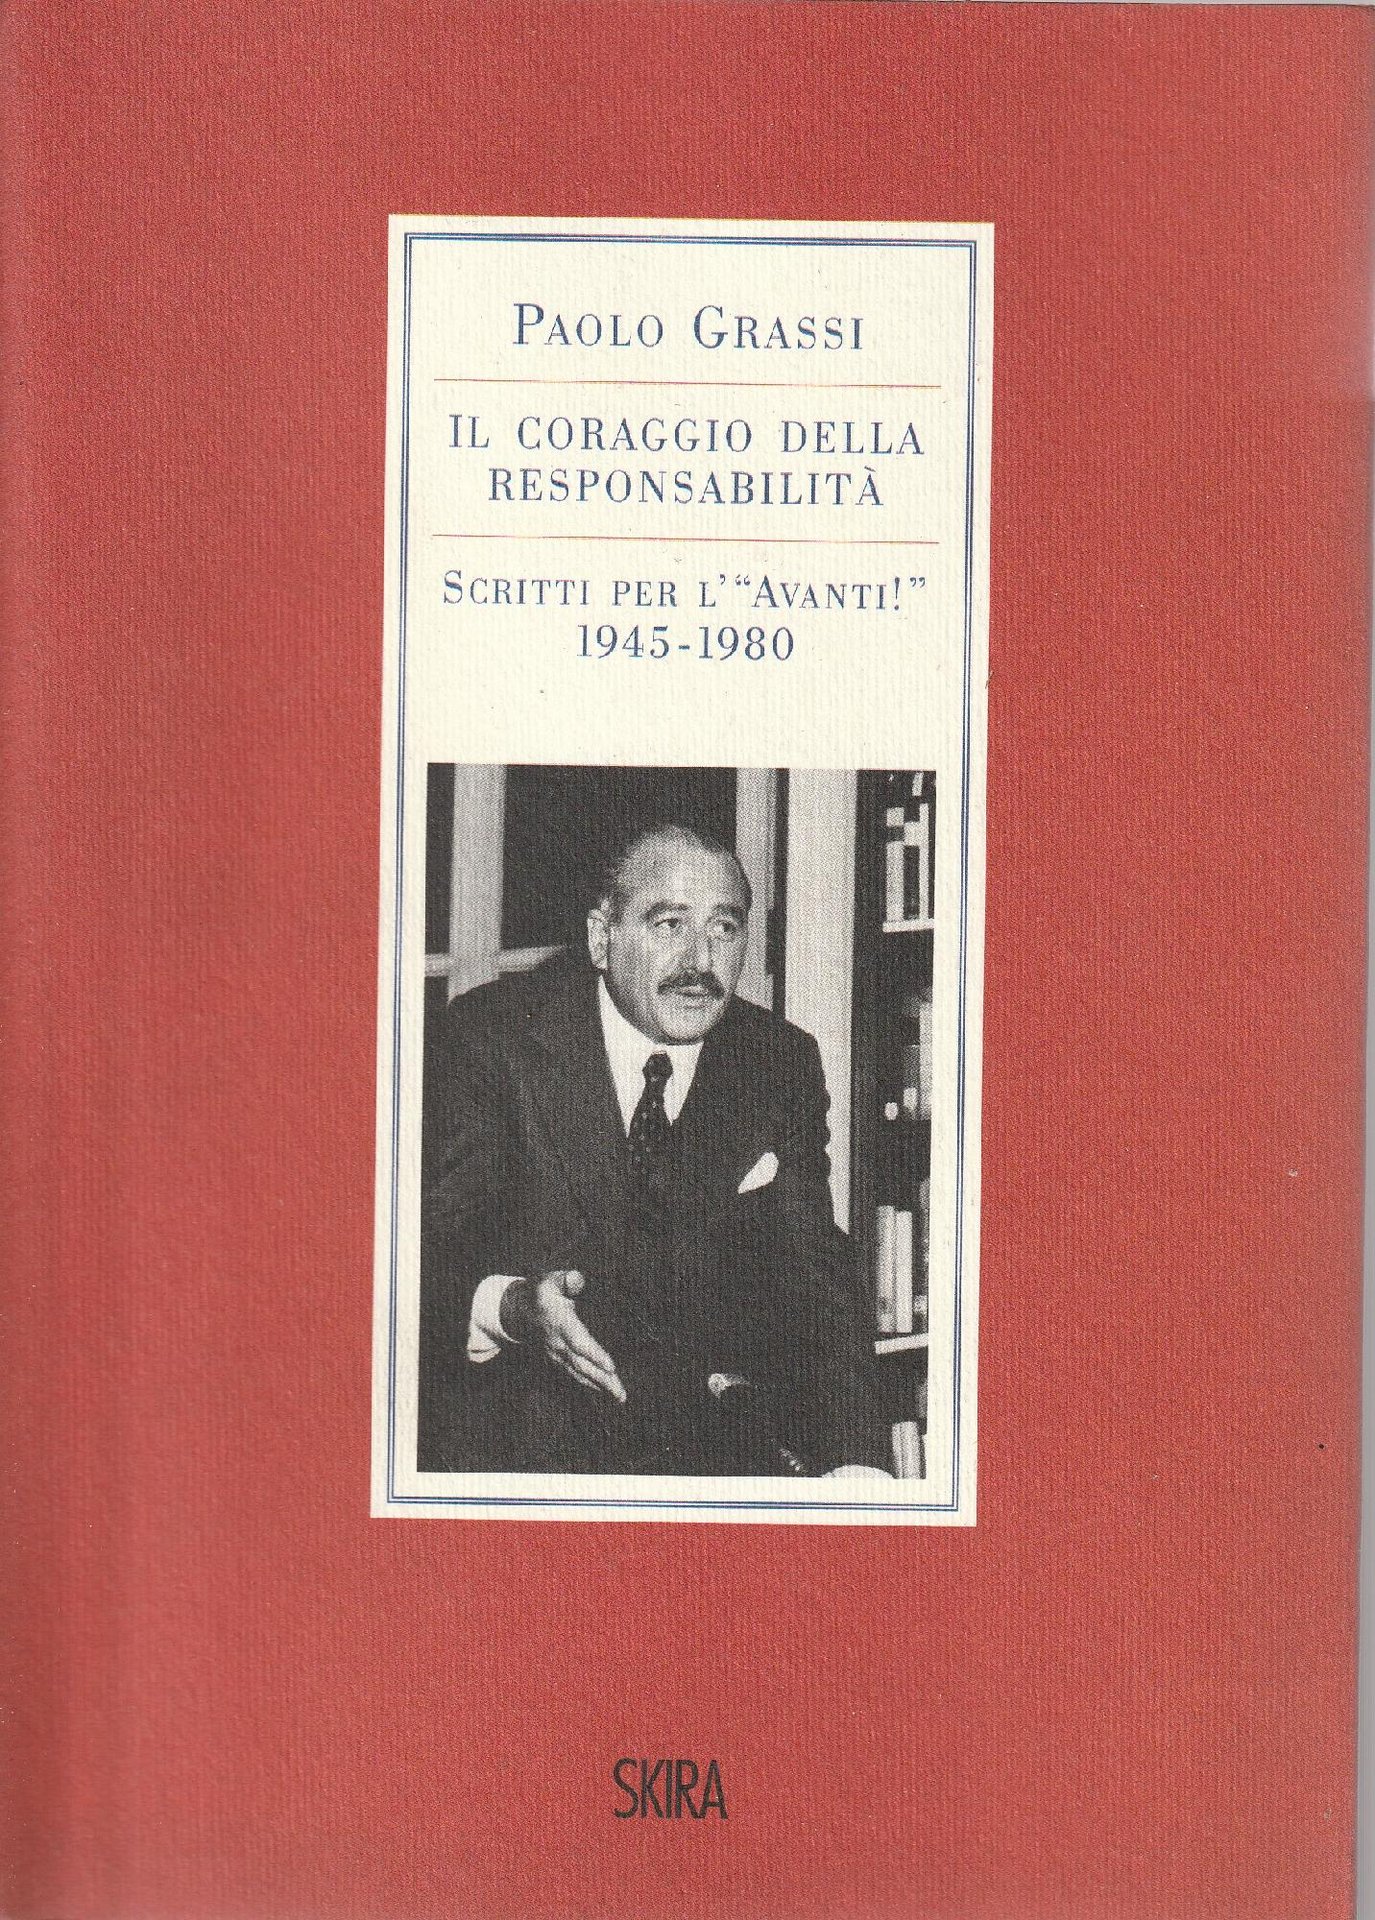 PAOLO GRASSI
IL CORAGGIO DELLA
RESPONSABILITÀ
SCRITTI PER L'“AVANTI!”
1945-1980
SKIRA